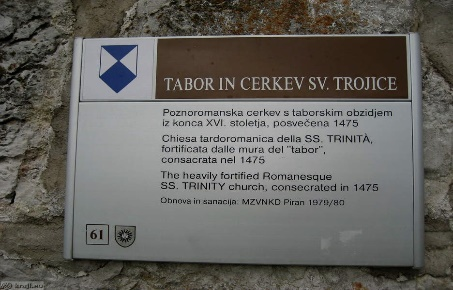 TABOR IN CERKEV SV. TROJICE
Poznoromanska cerkev s taborskim obzidjem
iz konca XVI. stoletja, posvečena 1475
Chiesa tardoromanica della SS. TRINITÀ,
fortificata dalle mura del "tabor",
consacrata nel 1475
The heavily fortified Romanesque
SS. TRINITY church, consecrated in 1475
Obnova in sanacija: MZVNKD Piran 1979/80
61